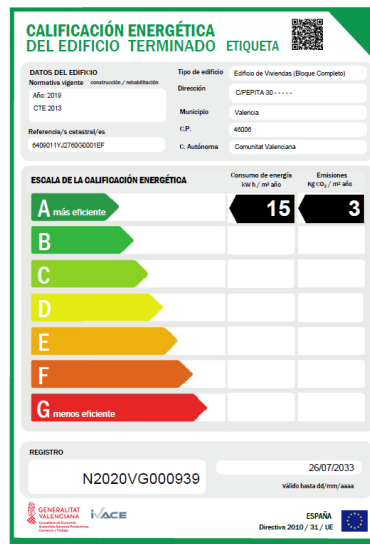 CALIFICACIÓN ENERGÉTICA
DEL EDIFICIO TERMINADO ETIQUETA
DATOS DEL EDIFICIO
Normativa vigente construcción / rehabilitación
Año: 2019
CTE 2013
Referencia/s catastral/es
6409011YJ2760G0001EF
Tipo de edificio Edificio de Viviendas (Bloque Completo)
Dirección C/PEPITA 30 - - - - -
Municipio Valencia
C.P. 46006
C. Autónoma Comunitat Valenciana
ESCALA DE LA CALIFICACIÓN ENERGÉTICA
Consumo de energía
kW h / m² año
Emisiones
kg CO₂ / m² año
A más eficiente 15 3
B
C
D
E
F
G menos eficiente
REGISTRO
N2020VG000939
26/07/2033
Válido hasta dd/mm/aaaa
GENERALITAT
VALENCIANA
IVACE
ESPAÑA
Directiva 2010 / 31 / UE